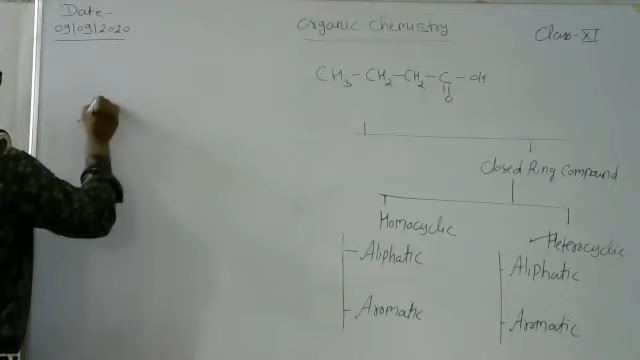 Date-
09/09/2020
Organic Chemistry
Class-XI
CH3-CH2-CH2-C-OH
||
O
Closed Ring Compound
Homocyclic
Heterocyclic
Aliphatic
Aliphatic
Aromatic
Aromatic